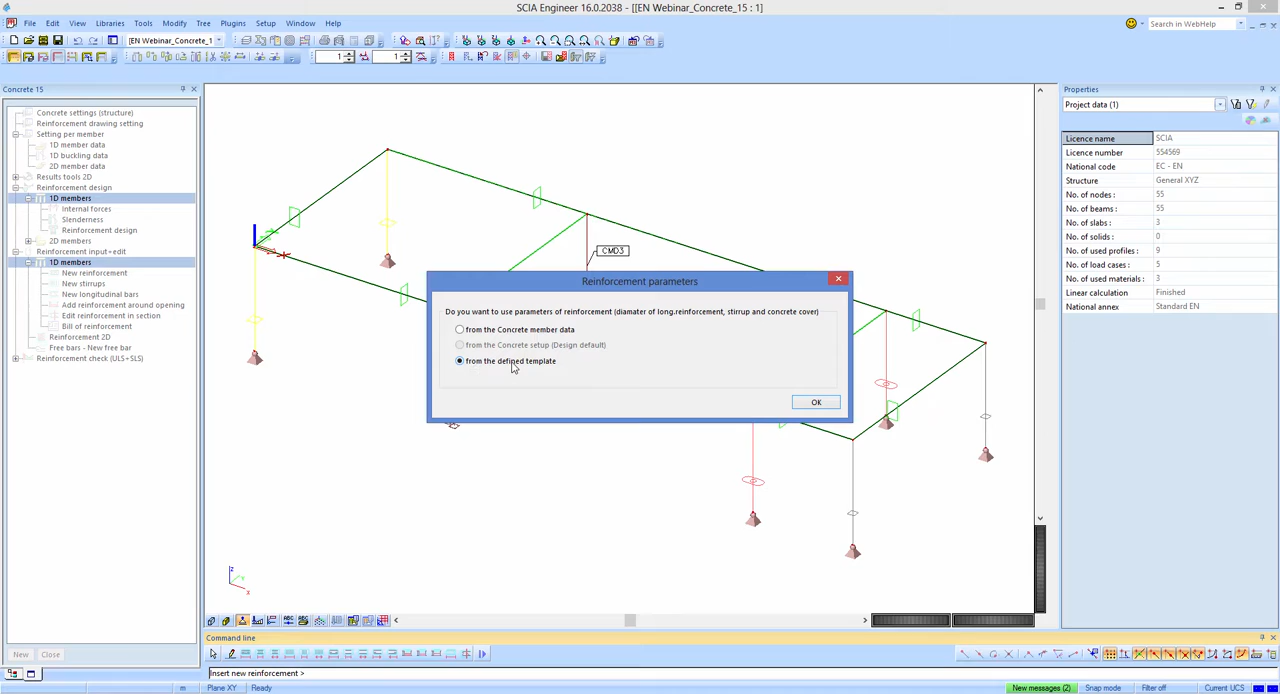 SCIA Engineer 16.0.2038 - [[EN Webinar_Concrete_15 : 1]
File Edit View Libraries Tools Modify Tree Plugins Setup Window Help
Search in WebHelp
[EN Webinar_Concrete_1
1
1
Concrete 15
Concrete settings (structure)
Reinforcement drawing setting
Setting per member
1D member data
1D buckling data
2D member data
Results tools 2D
Reinforcement design
1D members
Internal forces
Slenderness
Reinforcement design
2D members
Reinforcement input+edit
1D members
New reinforcement
New stirrups
New longitudinal bars
Add reinforcement around opening
Edit reinforcement in section
Bill of reinforcement
Reinforcement 2D
Free bars - New free bar
Reinforcement check (ULS+SLS)
New Close
CMD3
Reinforcement parameters
Do you want to use parameters of reinforcement (diamater of long.reinforcement, stirrup and concrete cover)
from the Concrete member data
from the Concrete setup (Design default)
from the defined template
OK
z
y
x
Properties
Project data (1)
Licence name SCIA
Licence number 554569
National code EC - EN
Structure General XYZ
No. of nodes: 55
No. of beams: 55
No. of slabs: 3
No. of solids: 0
No. of used profiles: 9
No. of load cases: 5
No. of used materials: 3
Linear calculation Finished
National annex Standard EN
Command line
Insert new reinforcement >
m Plane XY Ready New messages (2) Snap mode Filter off Current UCS